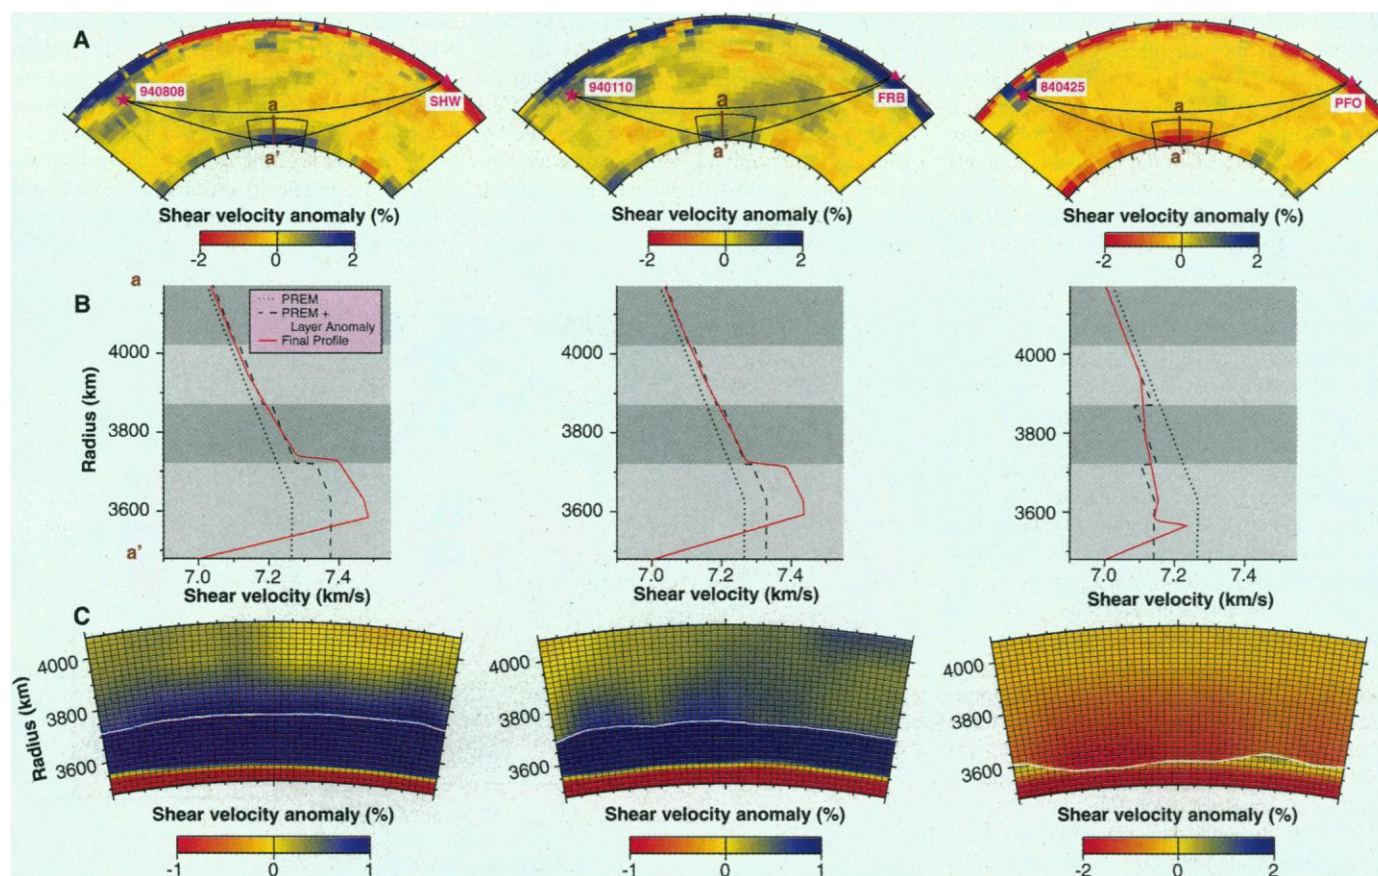 A
940808
SHW
a
a'
Shear velocity anomaly (%)
-2 0 2
940110
FRB
a
a'
Shear velocity anomaly (%)
-2 0 2
840425
PFO
a
a'
Shear velocity anomaly (%)
-2 0 2
B
a
PREM
PREM +
Layer Anomaly
Final Profile
Radius (km)
4000
3800
3600
a'
7.0 7.2 7.4
Shear velocity (km/s)
4000
3800
3600
7.0 7.2 7.4
Shear velocity (km/s)
4000
3800
3600
7.0 7.2 7.4
Shear velocity (km/s)
C
Radius (km)
4000
3800
3600
Shear velocity anomaly (%)
-1 0 1
4000
3800
3600
Shear velocity anomaly (%)
-1 0 1
4000
3800
3600
Shear velocity anomaly (%)
-2 0 2